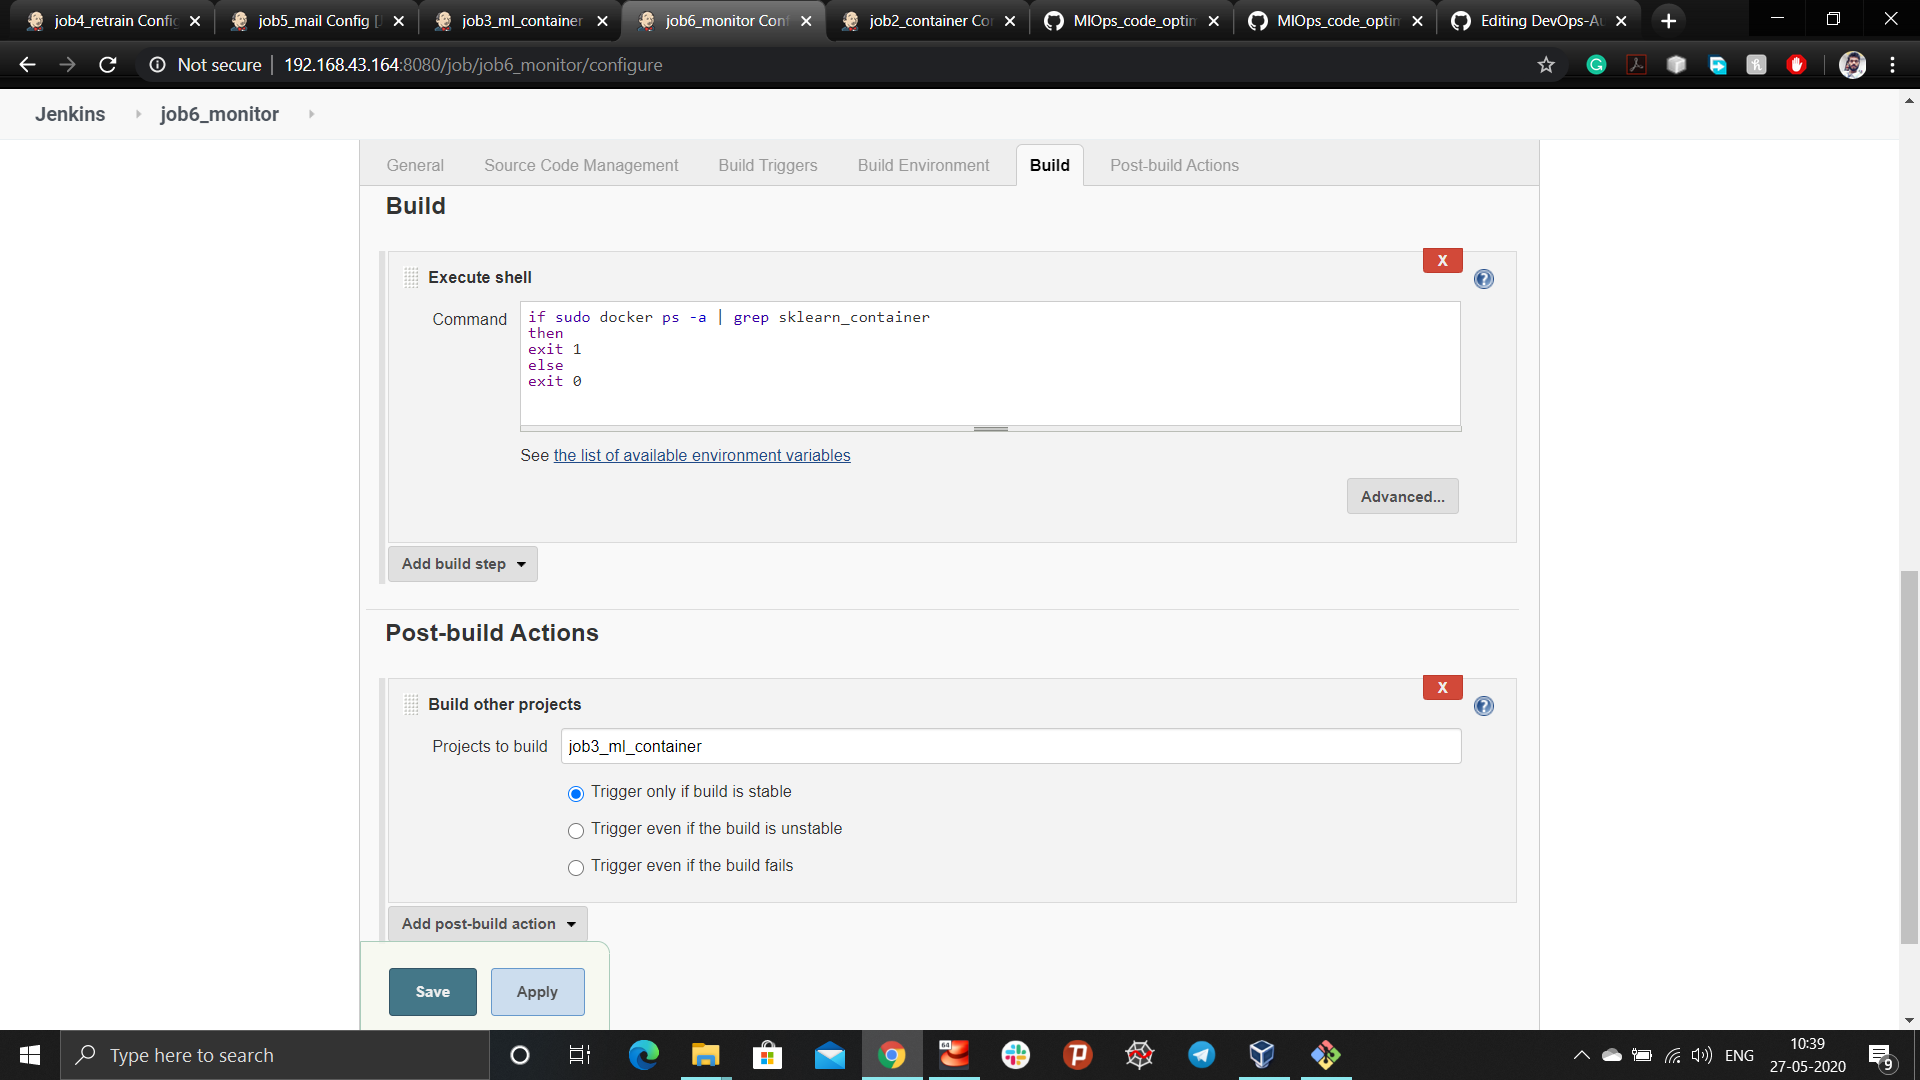 job4_retrain Config
job5_mail Config [J
job3_ml_container
job6_monitor Conf
job2_container Co
MlOps_code_optim
MlOps_code_optim
Editing DevOps-Au
Not secure | 192.168.43.164:8080/job/job6_monitor/configure
Jenkins job6_monitor
General Source Code Management Build Triggers Build Environment Build Post-build Actions
Build
X
Execute shell
Command
if sudo docker ps -a | grep sklearn_container
then
exit 1
else
exit 0
See the list of available environment variables
Advanced...
Add build step
Post-build Actions
X
Build other projects
Projects to build job3_ml_container
Trigger only if build is stable
Trigger even if the build is unstable
Trigger even if the build fails
Add post-build action
Save Apply
Type here to search
64
ENG
10:39
27-05-2020
9